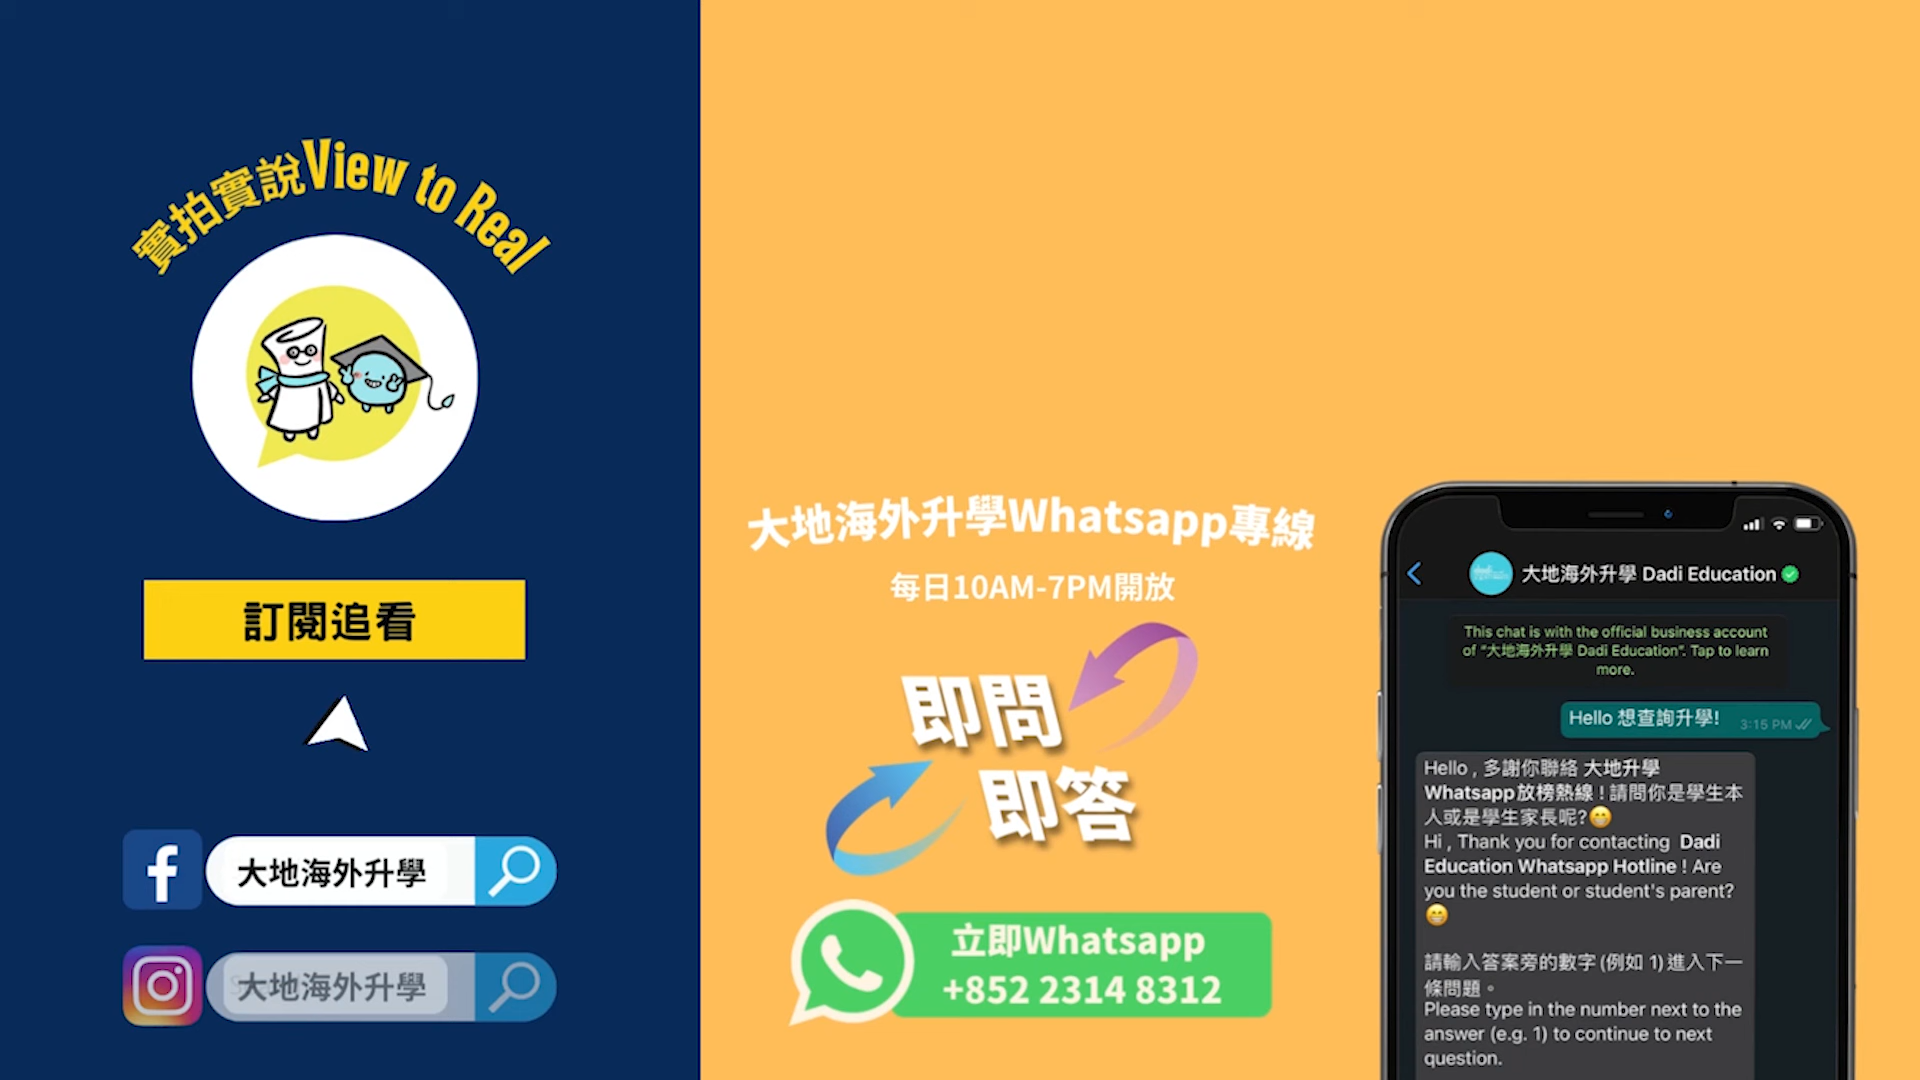 實拍實說View to Real
訂閱追看
大地海外升學
大地海外升學
大地海外升學Whatsapp專線
每日10AM-7PM開放
即問
即答
立即Whatsapp
+852 2314 8312
大地海外升學 Dadi Education
This chat is with the official business account
of “大地海外升學 Dadi Education”. Tap to learn
more.
Hello 想查詢升學!
3:15 PM
Hello , 多謝你聯絡 大地升學
Whatsapp放榜熱線 ! 請問你是學生本
人或是學生家長呢?😁
Hi , Thank you for contacting Dadi
Education Whatsapp Hotline ! Are
you the student or student's parent?
😁
請輸入答案旁的數字 (例如 1) 進入下一
條問題。
Please type in the number next to the
answer (e.g. 1) to continue to next
question.